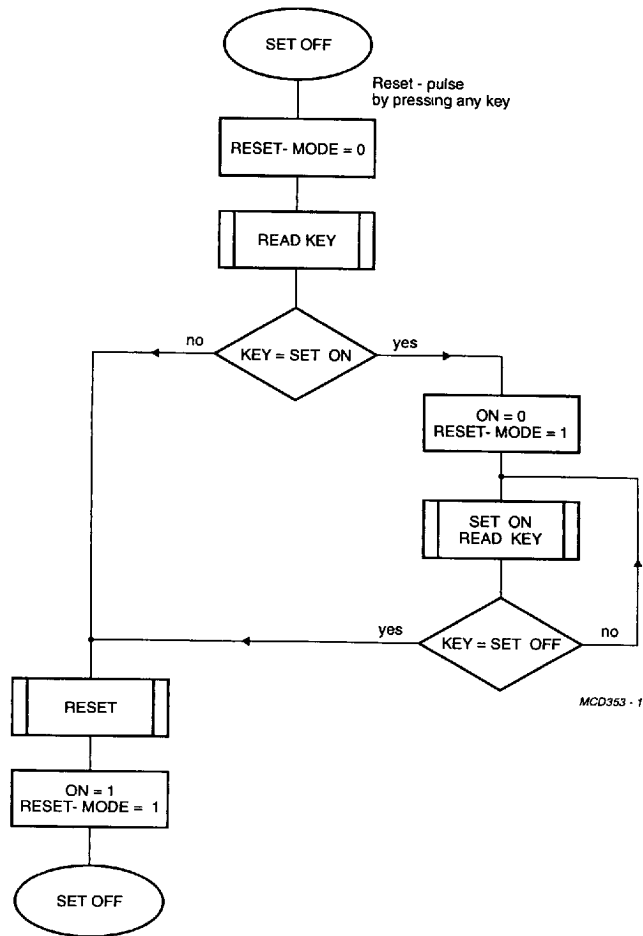 SET OFF
Reset - pulse
by pressing any key
RESET- MODE = 0
READ KEY
no
KEY = SET ON
yes
ON = 0
RESET- MODE = 1
SET ON
READ KEY
yes
KEY = SET OFF
no
RESET
MCD353 - 1
ON = 1
RESET- MODE = 1
SET OFF